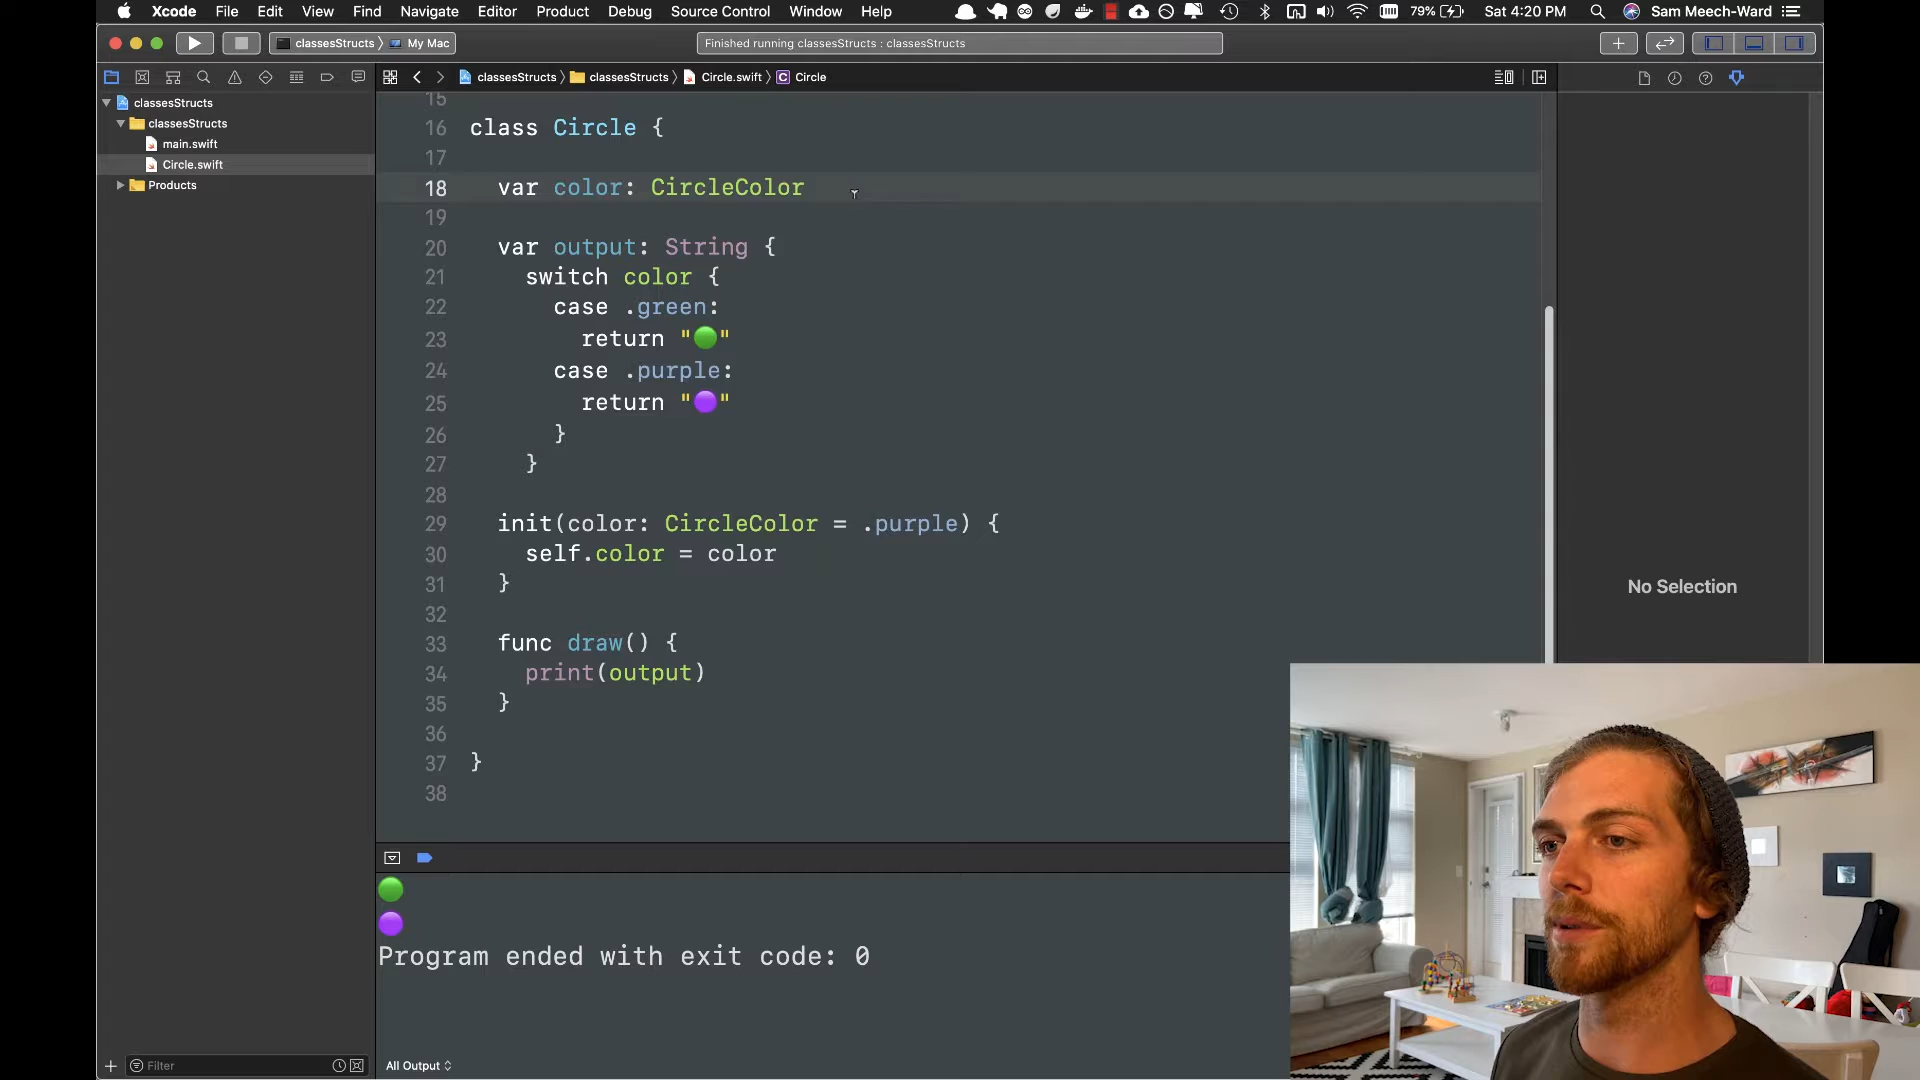 Xcode File Edit View Find Navigate Editor Product Debug Source Control Window Help 79% Sat 4:20 PM Sam Meech-Ward
classesStructs My Mac
Finished running classesStructs : classesStructs
classesStructs classesStructs Circle.swift C Circle
classesStructs
classesStructs
main.swift
Circle.swift
Products
15
16 class Circle {
17
18 var color: CircleColor
19
20 var output: String {
21 switch color {
22 case .green:
23 return "🟢"
24 case .purple:
25 return "🟣"
26 }
27 }
28
29 init(color: CircleColor = .purple) {
30 self.color = color
31 }
32
33 func draw() {
34 print(output)
35 }
36
37 }
38
No Selection
🟢
🟣
Program ended with exit code: 0
Filter
All Output